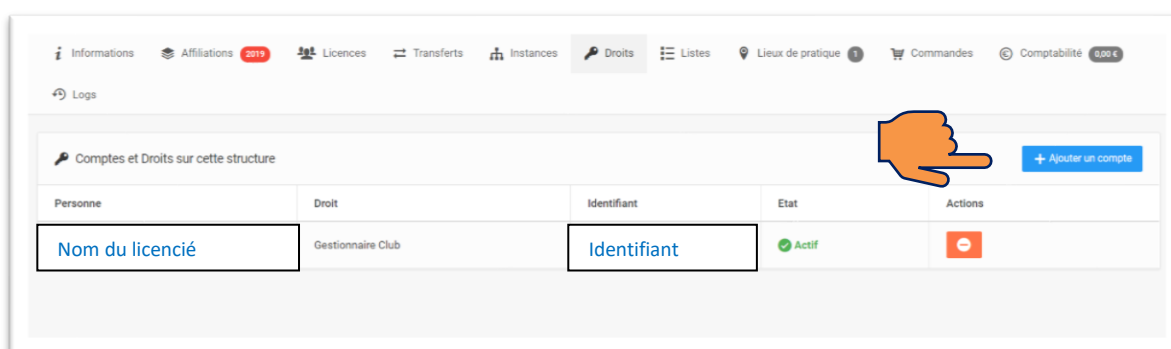 Informations Affiliations 2019 Licences Transferts Instances Droits Listes Lieux de pratique 1 Commandes Comptabilité 0,00 €
Logs
Comptes et Droits sur cette structure + Ajouter un compte
Personne Droit Identifiant Etat Actions
Nom du licencié Gestionnaire Club Identifiant Actif